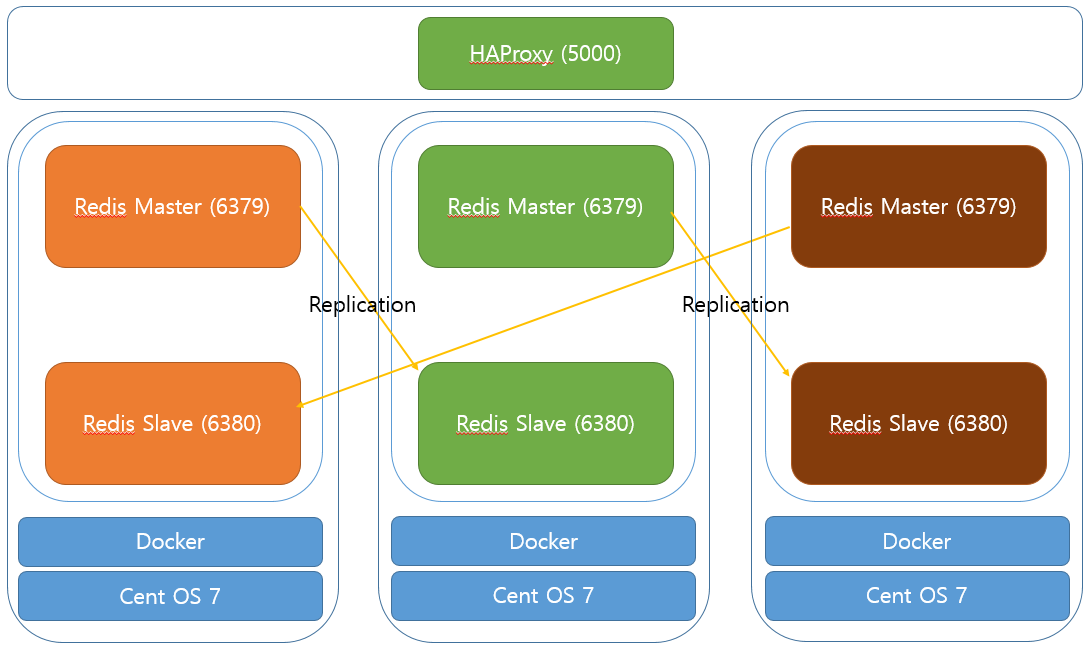 HAProxy (5000)
Redis Master (6379)
Redis Master (6379)
Redis Master (6379)
Replication
Replication
Redis Slave (6380)
Redis Slave (6380)
Redis Slave (6380)
Docker
Docker
Docker
Cent OS 7
Cent OS 7
Cent OS 7